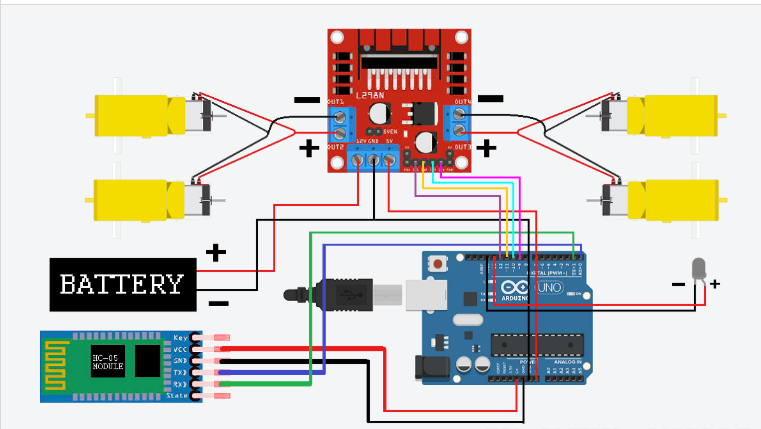 L298N
OUT1
OUT4
OUT2
OUT3
5VEN
12V GND 5V
BATTERY
Key
VCC
GND
TXD
RXD
State
HC-05
MODULE
DIGITAL (PWM~)
UNO
ARDUINO
POWER
ANALOG IN